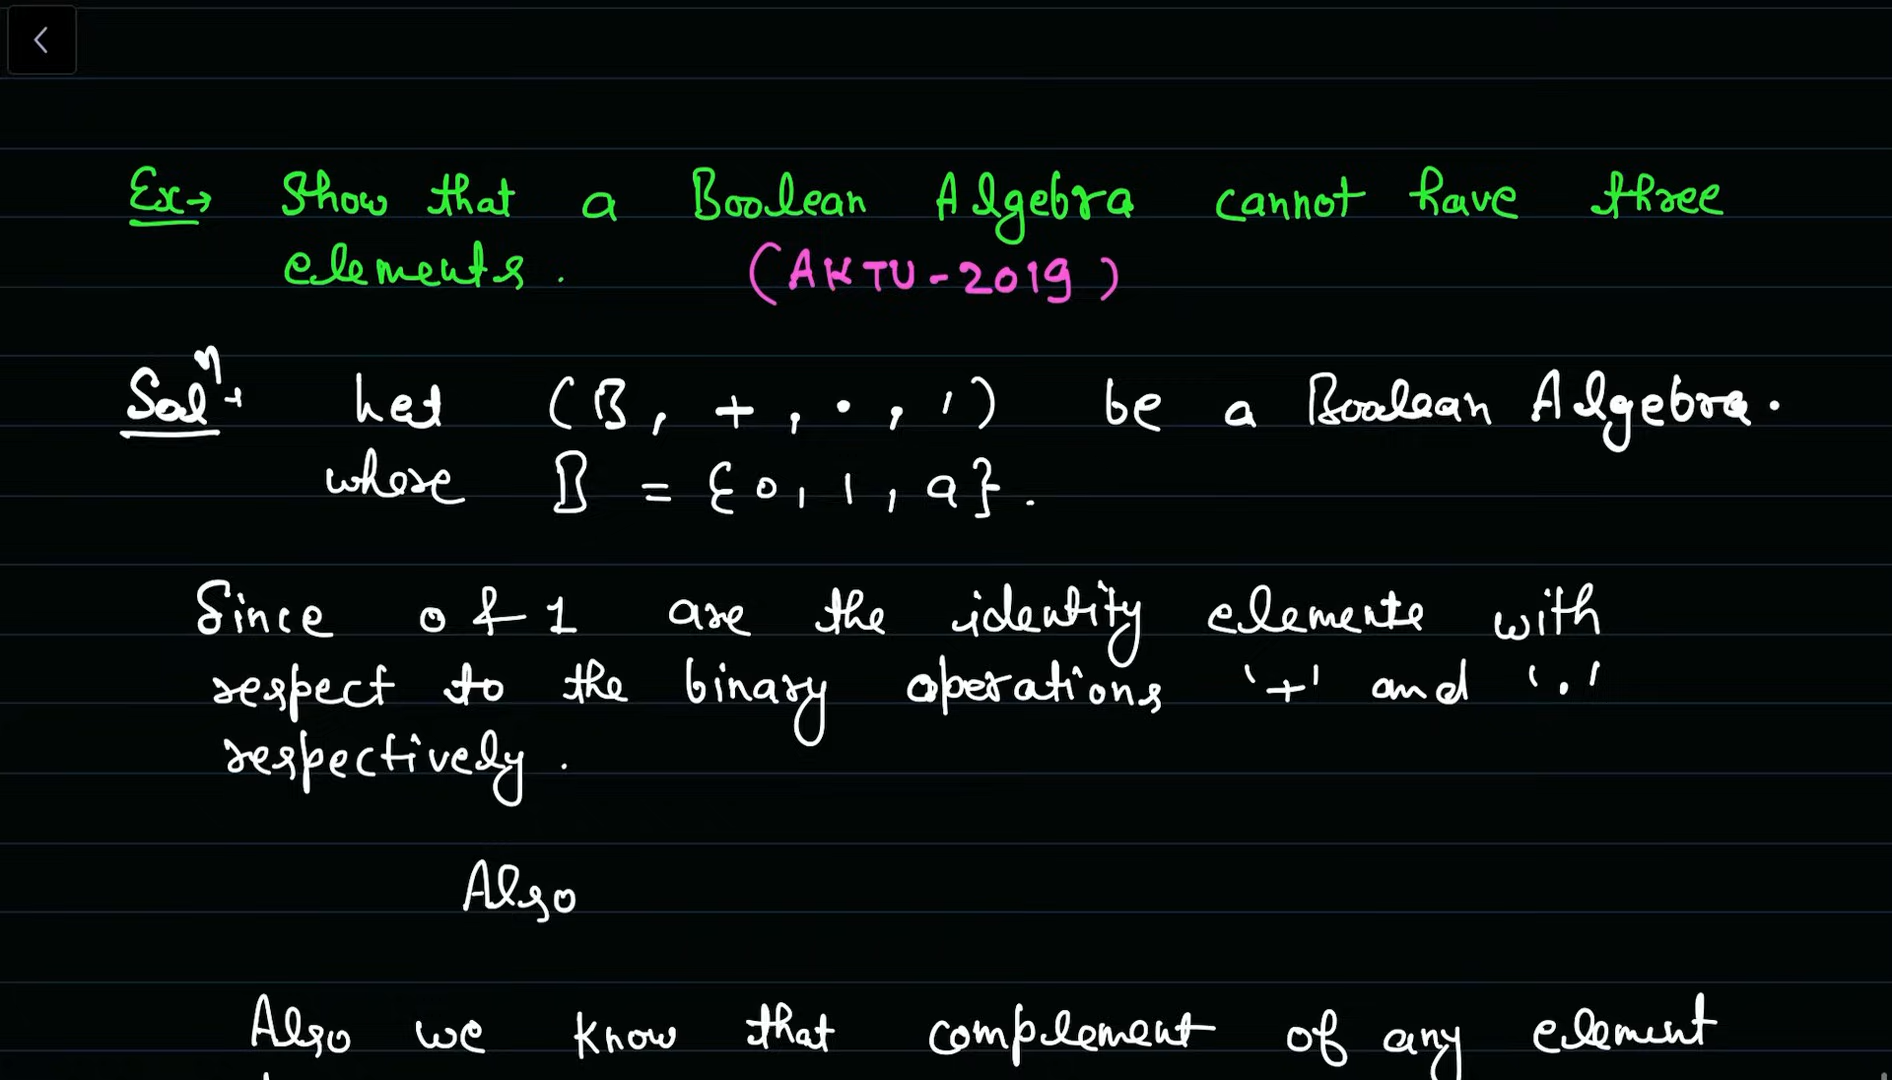 Ex→ Show that a Boolean Algebra cannot have three
elements. (AKTU-2019)
Solⁿ→ Let (B, +, ·, ') be a Boolean Algebra.
where B = {0, 1, a}.
Since 0 & 1 are the identity elements with
respect to the binary operations '+' and '·'
respectively.
Also
Also we know that complement of any element